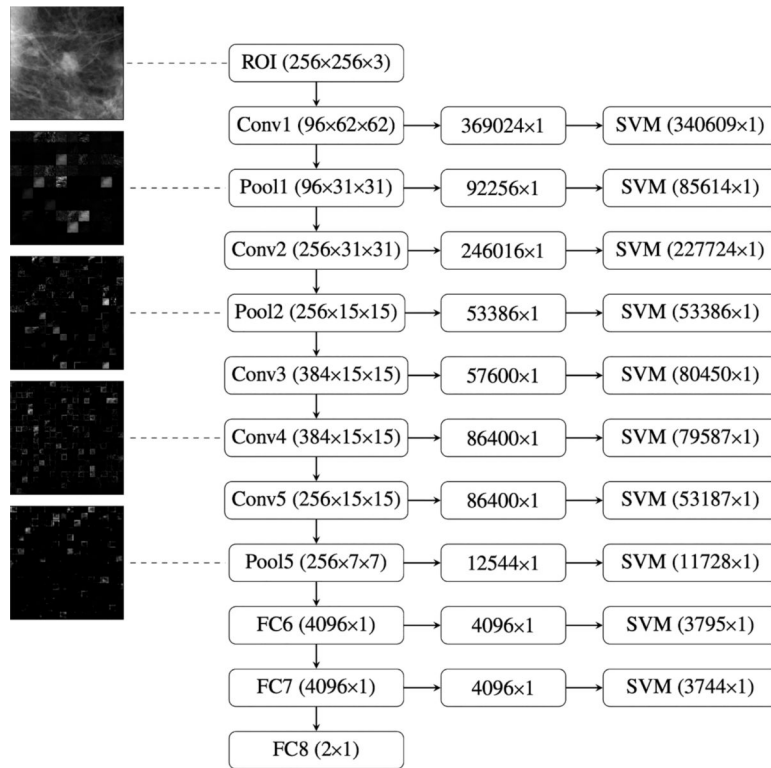 ROI (256×256×3)
Conv1 (96×62×62) 369024×1 SVM (340609×1)
Pool1 (96×31×31) 92256×1 SVM (85614×1)
Conv2 (256×31×31) 246016×1 SVM (227724×1)
Pool2 (256×15×15) 53386×1 SVM (53386×1)
Conv3 (384×15×15) 57600×1 SVM (80450×1)
Conv4 (384×15×15) 86400×1 SVM (79587×1)
Conv5 (256×15×15) 86400×1 SVM (53187×1)
Pool5 (256×7×7) 12544×1 SVM (11728×1)
FC6 (4096×1) 4096×1 SVM (3795×1)
FC7 (4096×1) 4096×1 SVM (3744×1)
FC8 (2×1)